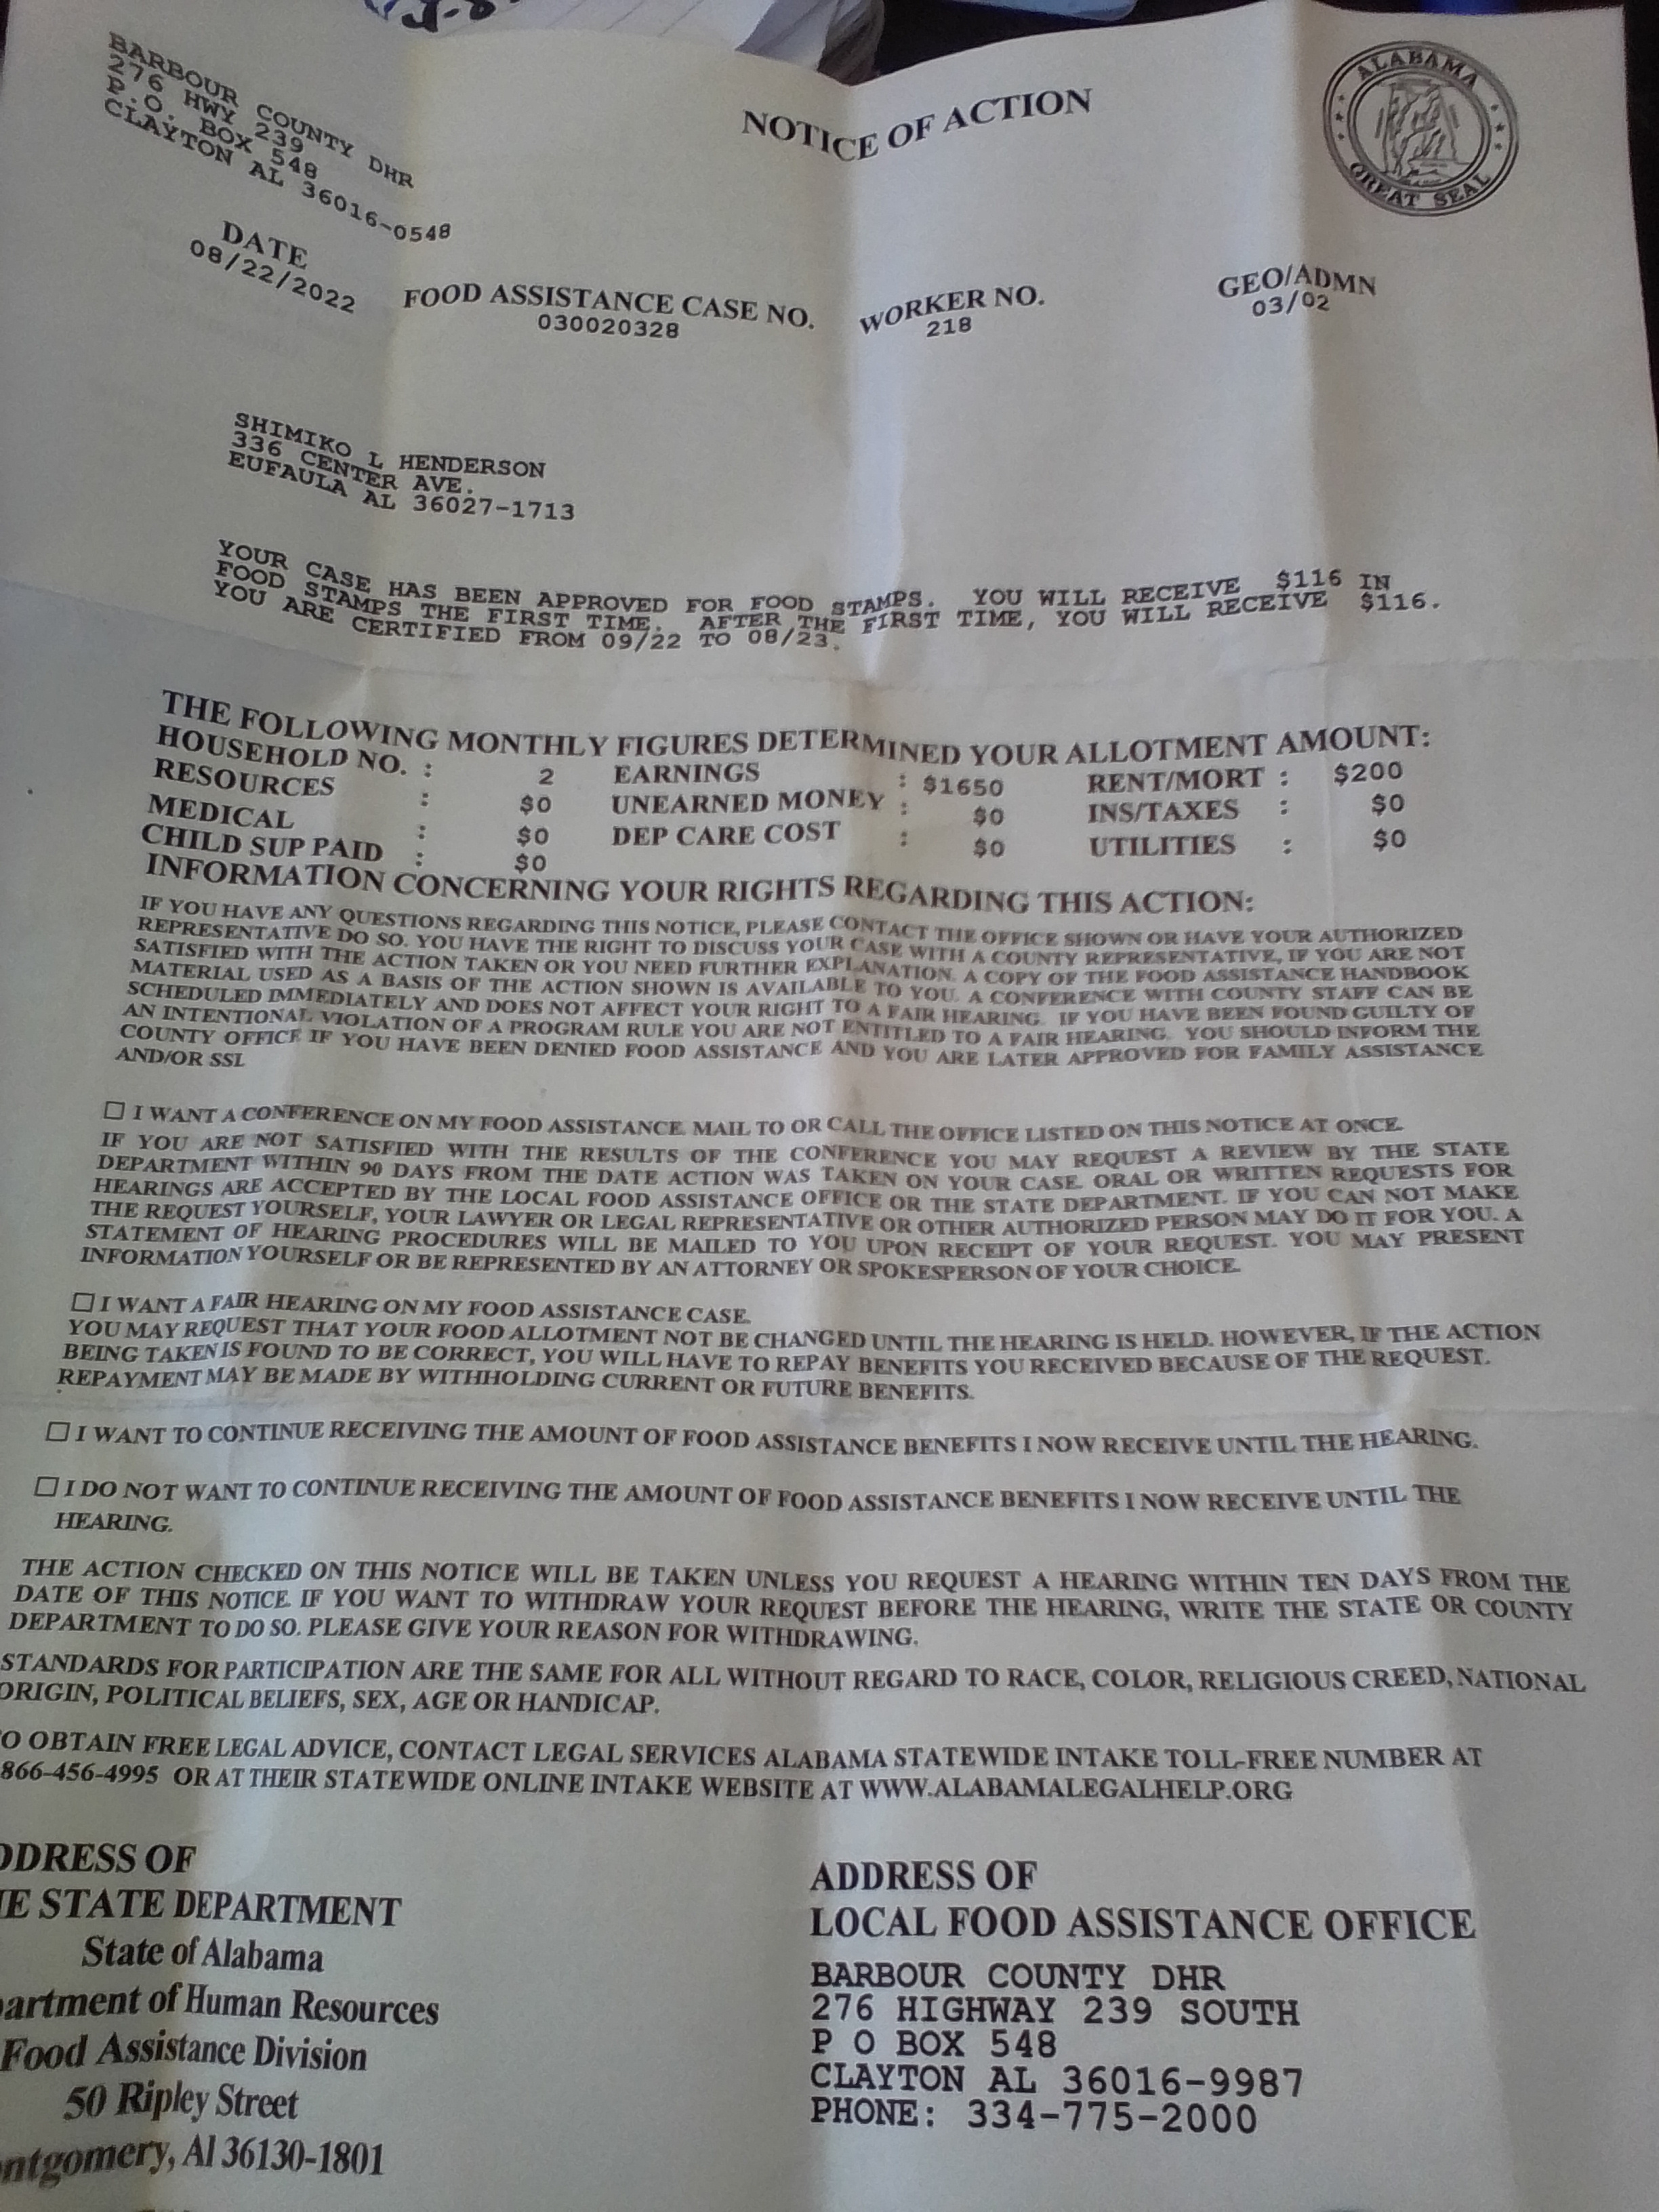 BARBOUR COUNTY DHR
276 HWY 239
P.O. BOX 548
CLAYTON AL 36016-0548
NOTICE OF ACTION
ALABAMA
GREAT SEAL
DATE
08/22/2022
FOOD ASSISTANCE CASE NO.
030020328
WORKER NO.
218
GEO/ADMN
03/02
SHIMIKO L HENDERSON
336 CENTER AVE.
EUFAULA AL 36027-1713
YOUR CASE HAS BEEN APPROVED FOR FOOD STAMPS. YOU WILL RECEIVE $116 IN
FOOD STAMPS THE FIRST TIME. AFTER THE FIRST TIME, YOU WILL RECEIVE $116.
YOU ARE CERTIFIED FROM 09/22 TO 08/23.
THE FOLLOWING MONTHLY FIGURES DETERMINED YOUR ALLOTMENT AMOUNT:
HOUSEHOLD NO. : 2 EARNINGS : $1650 RENT/MORT : $200
RESOURCES : $0 UNEARNED MONEY : $0 INS/TAXES : $0
MEDICAL : $0 DEP CARE COST : $0 UTILITIES : $0
CHILD SUP PAID : $0
INFORMATION CONCERNING YOUR RIGHTS REGARDING THIS ACTION:
IF YOU HAVE ANY QUESTIONS REGARDING THIS NOTICE, PLEASE CONTACT THE OFFICE SHOWN OR HAVE YOUR AUTHORIZED
REPRESENTATIVE DO SO. YOU HAVE THE RIGHT TO DISCUSS YOUR CASE WITH A COUNTY REPRESENTATIVE, IF YOU ARE NOT
SATISFIED WITH THE ACTION TAKEN OR YOU NEED FURTHER EXPLANATION. A COPY OF THE FOOD ASSISTANCE HANDBOOK
MATERIAL USED AS A BASIS OF THE ACTION SHOWN IS AVAILABLE TO YOU. A CONFERENCE WITH COUNTY STAFF CAN BE
SCHEDULED IMMEDIATELY AND DOES NOT AFFECT YOUR RIGHT TO A FAIR HEARING. IF YOU HAVE BEEN FOUND GUILTY OF
AN INTENTIONAL VIOLATION OF A PROGRAM RULE YOU ARE NOT ENTITLED TO A FAIR HEARING. YOU SHOULD INFORM THE
COUNTY OFFICE IF YOU HAVE BEEN DENIED FOOD ASSISTANCE AND YOU ARE LATER APPROVED FOR FAMILY ASSISTANCE
AND/OR SSI.
☐ I WANT A CONFERENCE ON MY FOOD ASSISTANCE. MAIL TO OR CALL THE OFFICE LISTED ON THIS NOTICE AT ONCE.
IF YOU ARE NOT SATISFIED WITH THE RESULTS OF THE CONFERENCE YOU MAY REQUEST A REVIEW BY THE STATE
DEPARTMENT WITHIN 90 DAYS FROM THE DATE ACTION WAS TAKEN ON YOUR CASE. ORAL OR WRITTEN REQUESTS FOR
HEARINGS ARE ACCEPTED BY THE LOCAL FOOD ASSISTANCE OFFICE OR THE STATE DEPARTMENT. IF YOU CAN NOT MAKE
THE REQUEST YOURSELF, YOUR LAWYER OR LEGAL REPRESENTATIVE OR OTHER AUTHORIZED PERSON MAY DO IT FOR YOU. A
STATEMENT OF HEARING PROCEDURES WILL BE MAILED TO YOU UPON RECEIPT OF YOUR REQUEST. YOU MAY PRESENT
INFORMATION YOURSELF OR BE REPRESENTED BY AN ATTORNEY OR SPOKESPERSON OF YOUR CHOICE.
☐ I WANT A FAIR HEARING ON MY FOOD ASSISTANCE CASE.
YOU MAY REQUEST THAT YOUR FOOD ALLOTMENT NOT BE CHANGED UNTIL THE HEARING IS HELD. HOWEVER, IF THE ACTION
BEING TAKEN IS FOUND TO BE CORRECT, YOU WILL HAVE TO REPAY BENEFITS YOU RECEIVED BECAUSE OF THE REQUEST.
REPAYMENT MAY BE MADE BY WITHHOLDING CURRENT OR FUTURE BENEFITS.
☐ I WANT TO CONTINUE RECEIVING THE AMOUNT OF FOOD ASSISTANCE BENEFITS I NOW RECEIVE UNTIL THE HEARING.
☐ I DO NOT WANT TO CONTINUE RECEIVING THE AMOUNT OF FOOD ASSISTANCE BENEFITS I NOW RECEIVE UNTIL THE
HEARING.
THE ACTION CHECKED ON THIS NOTICE WILL BE TAKEN UNLESS YOU REQUEST A HEARING WITHIN TEN DAYS FROM THE
DATE OF THIS NOTICE. IF YOU WANT TO WITHDRAW YOUR REQUEST BEFORE THE HEARING, WRITE THE STATE OR COUNTY
DEPARTMENT TO DO SO. PLEASE GIVE YOUR REASON FOR WITHDRAWING.
STANDARDS FOR PARTICIPATION ARE THE SAME FOR ALL WITHOUT REGARD TO RACE, COLOR, RELIGIOUS CREED, NATIONAL
ORIGIN, POLITICAL BELIEFS, SEX, AGE OR HANDICAP.
O OBTAIN FREE LEGAL ADVICE, CONTACT LEGAL SERVICES ALABAMA STATEWIDE INTAKE TOLL-FREE NUMBER AT
866-456-4995 OR AT THEIR STATEWIDE ONLINE INTAKE WEBSITE AT WWW.ALABAMALEGALHELP.ORG
DDRESS OF
E STATE DEPARTMENT
State of Alabama
artment of Human Resources
Food Assistance Division
50 Ripley Street
ntgomery, Al 36130-1801
ADDRESS OF
LOCAL FOOD ASSISTANCE OFFICE
BARBOUR COUNTY DHR
276 HIGHWAY 239 SOUTH
P O BOX 548
CLAYTON AL 36016-9987
PHONE: 334-775-2000